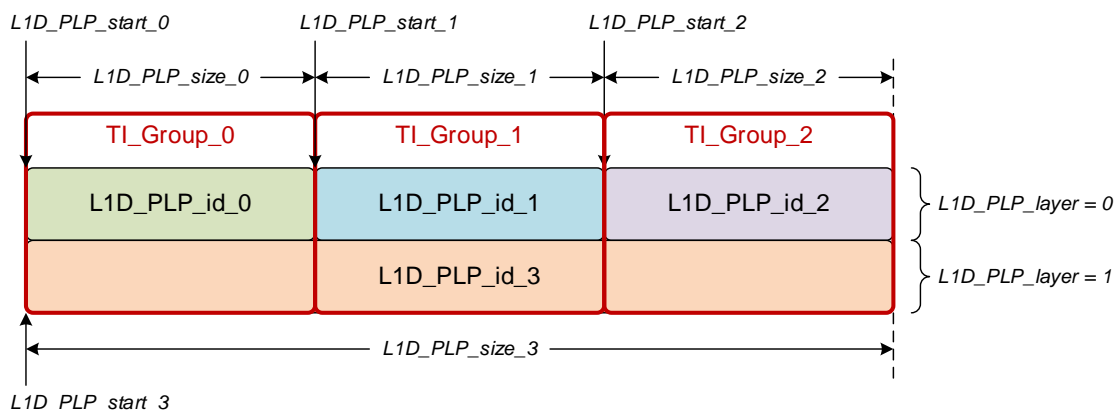 L1D_PLP_start_0 L1D_PLP_start_1 L1D_PLP_start_2
L1D_PLP_size_0 L1D_PLP_size_1 L1D_PLP_size_2
TI_Group_0 TI_Group_1 TI_Group_2
L1D_PLP_id_0 L1D_PLP_id_1 L1D_PLP_id_2 L1D_PLP_layer = 0
L1D_PLP_id_3 L1D_PLP_layer = 1
L1D_PLP_size_3
L1D_PLP_start_3